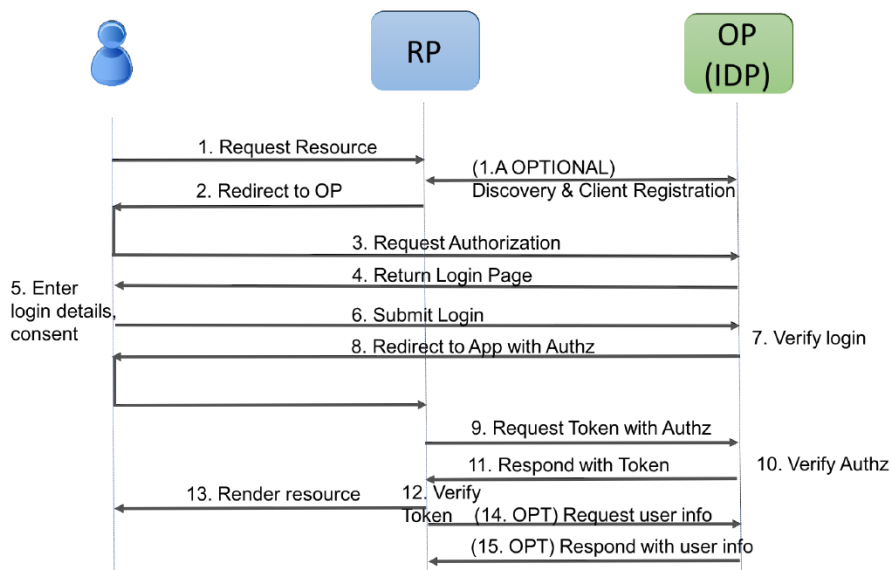 RP
OP
(IDP)
1. Request Resource
(1.A OPTIONAL)
Discovery & Client Registration
2. Redirect to OP
3. Request Authorization
4. Return Login Page
5. Enter
login details,
consent
6. Submit Login
7. Verify login
8. Redirect to App with Authz
9. Request Token with Authz
10. Verify Authz
11. Respond with Token
12. Verify
Token
13. Render resource
(14. OPT) Request user info
(15. OPT) Respond with user info